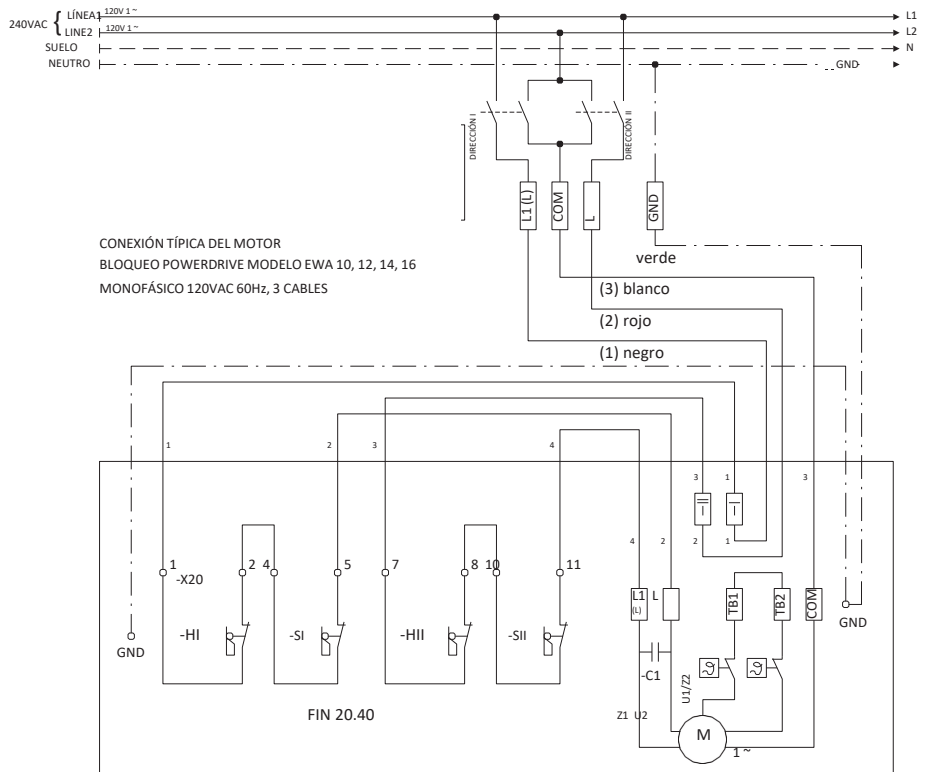 LÍNEA1 120V 1 ~ L1
240VAC {
LINE2 120V 1 ~ L2
SUELO N
NEUTRO GND
DIRECCIÓN I
DIRECCIÓN II
L1 (L) COM L GND
CONEXIÓN TÍPICA DEL MOTOR
BLOQUEO POWERDRIVE MODELO EWA 10, 12, 14, 16
MONOFÁSICO 120VAC 60Hz, 3 CABLES
verde
(3) blanco
(2) rojo
(1) negro
1 2 3 4
3 1 3
4 2 2 1
1 2 4 5 7 8 10 11
-X20
L1 (L) L TB1 TB2 COM
GND
-HI -SI -HII -SII
GND
-C1
U1/Z2
FIN 20.40
Z1 U2
M
1 ~